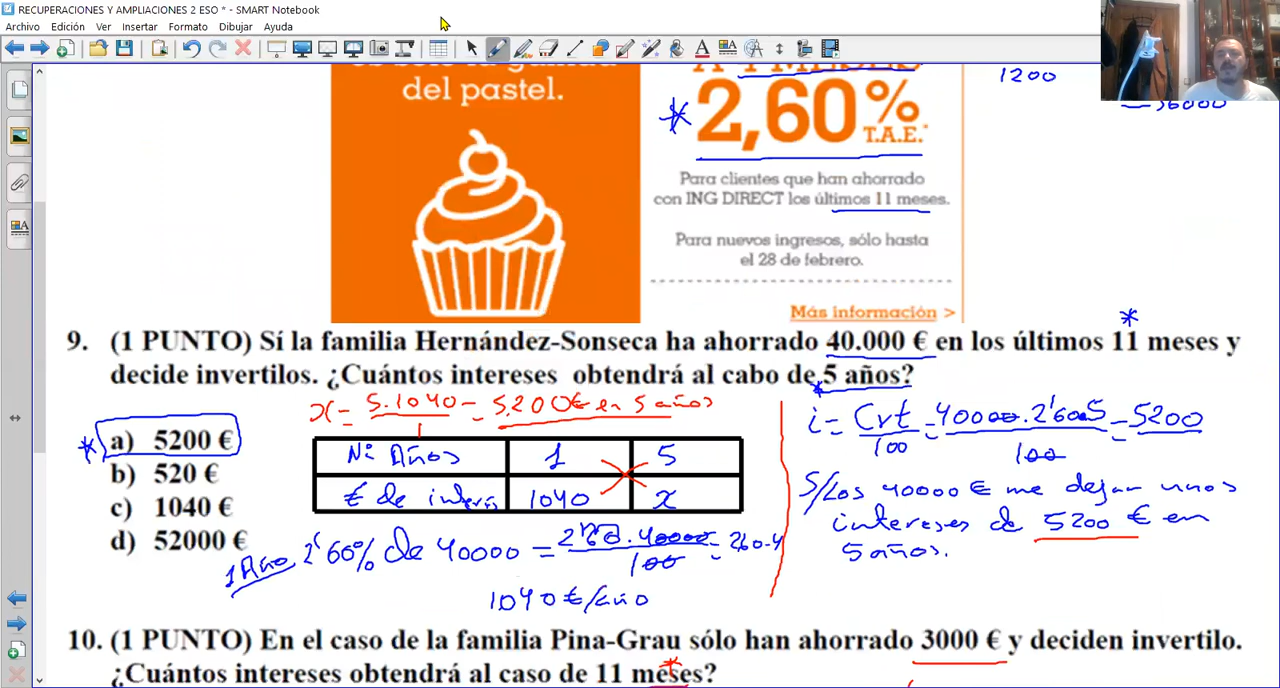 RECUPERACIONES Y AMPLIACIONES 2 ESO * - SMART Notebook
Archivo Edición Ver Insertar Formato Dibujar Ayuda
del pastel.
2,60%
T.A.E.*
Para clientes que han ahorrado
con ING DIRECT los últimos 11 meses.
Para nuevos ingresos, sólo hasta
el 28 de febrero.
Más información >
1200
= 36000
9. (1 PUNTO) Sí la familia Hernández-Sonseca ha ahorrado 40.000 € en los últimos 11 meses y
decide invertilos. ¿Cuántos intereses obtendrá al cabo de 5 años?
a) 5200 €
b) 520 €
c) 1040 €
d) 52000 €
x = 5.1040 / 1 = 5.200€ en 5 años
Nº Años 1 5
€ de interés 1040 x
1 Año 2'60% de 40000 = 2'60.40000 / 100 = 260.4
1040 €/año
i = Crt / 100 = 40000.2'60.5 / 100 = 5200
S/Los 40000 € me dejan unos
intereses de 5200 € en
5 años.
10. (1 PUNTO) En el caso de la familia Pina-Grau sólo han ahorrado 3000 € y deciden invertilo.
¿Cuántos intereses obtendrá al caso de 11 meses?